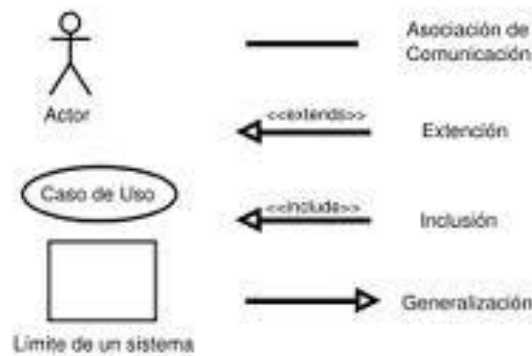 Actor
Caso de Uso
Límite de un sistema
Asociación de
Comunicación
<<extends>>
Extención
<<include>>
Inclusión
Generalización